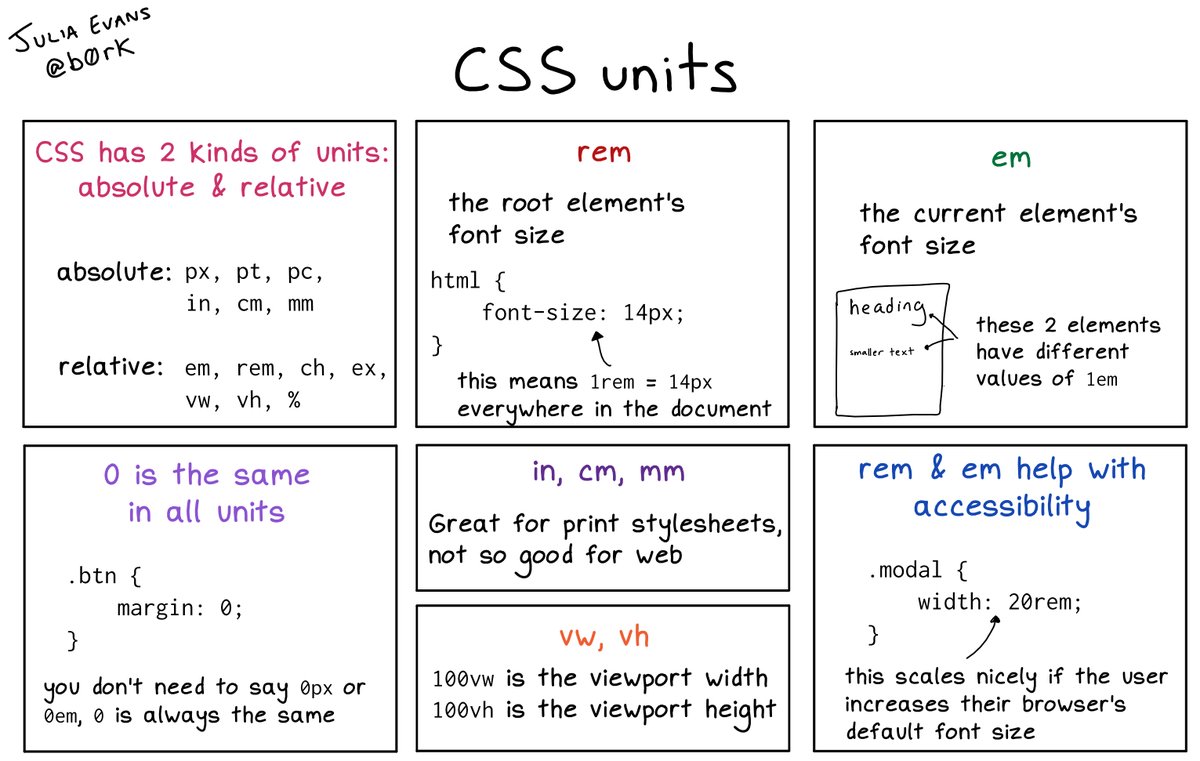 JULIA EVANS
@b0rk
CSS units
CSS has 2 kinds of units:
absolute & relative
absolute: px, pt, pc,
in, cm, mm
relative: em, rem, ch, ex,
vw, vh, %
rem
the root element's
font size
html {
font-size: 14px;
}
this means 1rem = 14px
everywhere in the document
em
the current element's
font size
heading
smaller text
these 2 elements
have different
values of 1em
0 is the same
in all units
.btn {
margin: 0;
}
you don't need to say 0px or
0em, 0 is always the same
in, cm, mm
Great for print stylesheets,
not so good for web
vw, vh
100vw is the viewport width
100vh is the viewport height
rem & em help with
accessibility
.modal {
width: 20rem;
}
this scales nicely if the user
increases their browser's
default font size